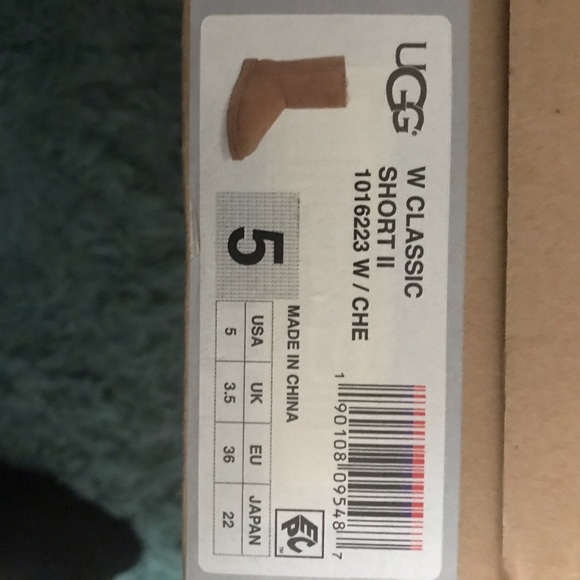 UGG
W CLASSIC
SHORT II
1016223 W / CHE
5
MADE IN CHINA
USA UK EU JAPAN
5 3.5 36 22
1 90108 09548 7